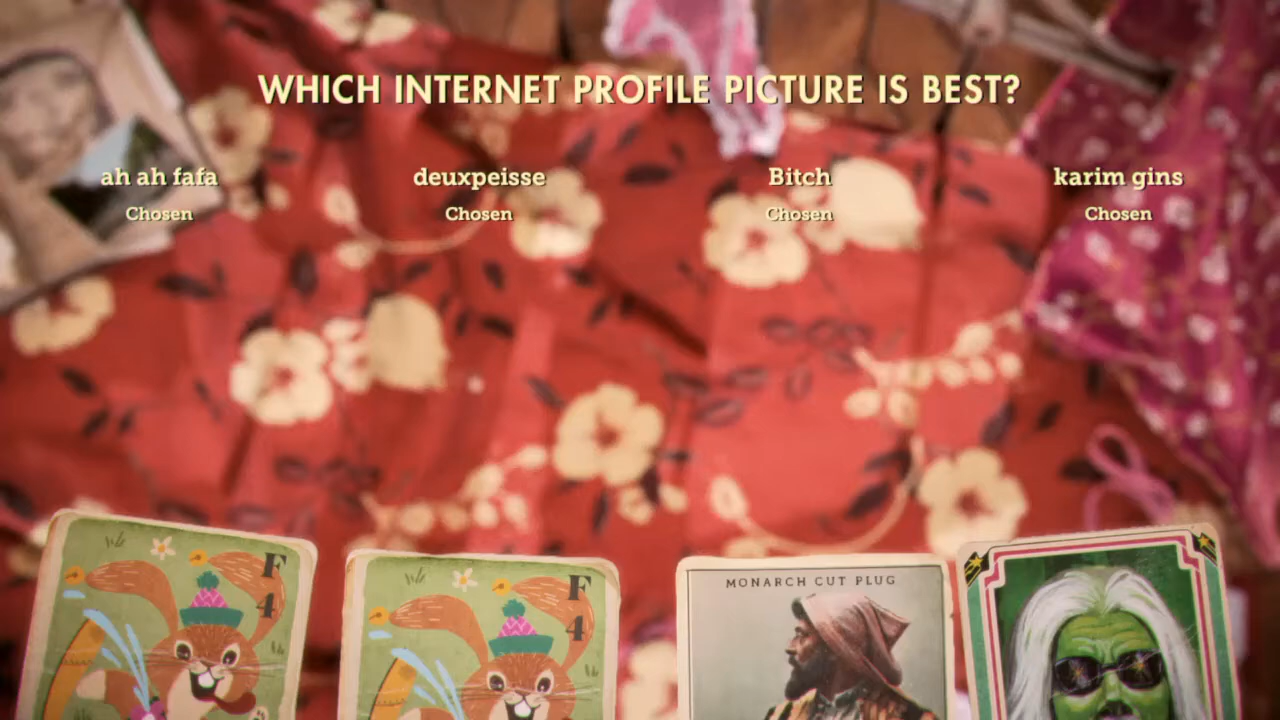 WHICH INTERNET PROFILE PICTURE IS BEST?
ah ah fafa
Chosen
deuxpeisse
Chosen
Bitch
Chosen
karim gins
Chosen
F
4
F
4
MONARCH CUT PLUG